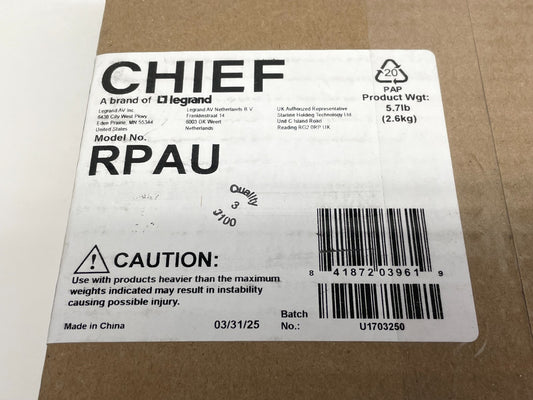 CHIEF
A brand of legrand
Legrand AV Inc.
6436 City West Pkwy
Eden Prairie, MN 55344
United States
Legrand AV Netherlands B.V.
Franklinstraat 14
6003 DK Weert
Netherlands
UK Authorized Representative
Starline Holding Technology Ltd.
Unit C Island Road
Reading RG2 0RP UK
20
PAP
Product Wgt:
5.7lb
(2.6kg)
Model No.
RPAU
Quality
3
3100
CAUTION:
Use with products heavier than the maximum
weights indicated may result in instability
causing possible injury.
8 41872 03961 9
Made in China
03/31/25
Batch
No.:
U1703250